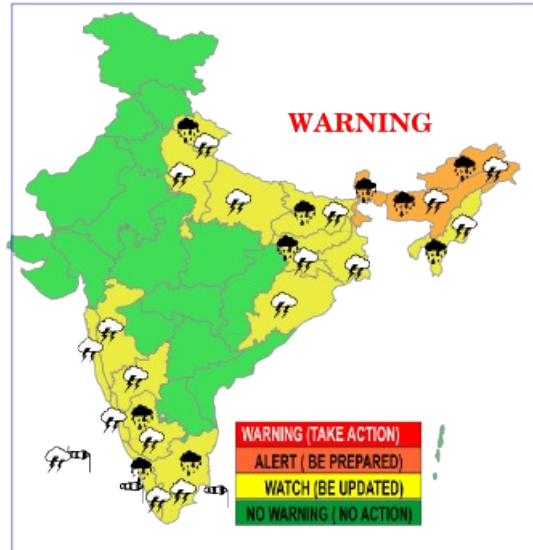 WARNING
WARNING (TAKE ACTION)
ALERT ( BE PREPARED)
WATCH (BE UPDATED)
NO WARNING ( NO ACTION)